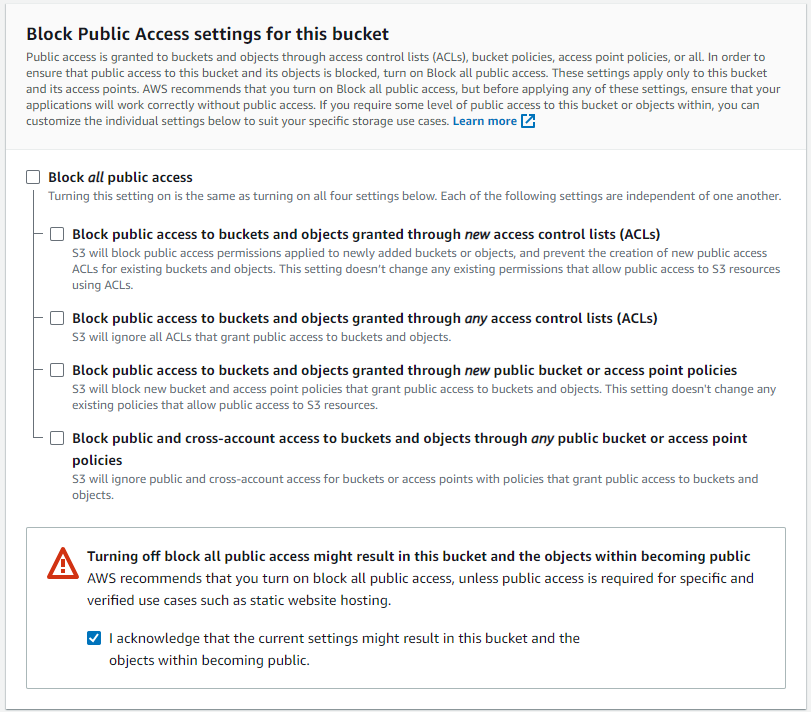 Block Public Access settings for this bucket
Public access is granted to buckets and objects through access control lists (ACLs), bucket policies, access point policies, or all. In order to
ensure that public access to this bucket and its objects is blocked, turn on Block all public access. These settings apply only to this bucket
and its access points. AWS recommends that you turn on Block all public access, but before applying any of these settings, ensure that your
applications will work correctly without public access. If you require some level of public access to this bucket or objects within, you can
customize the individual settings below to suit your specific storage use cases. Learn more
Block all public access
Turning this setting on is the same as turning on all four settings below. Each of the following settings are independent of one another.
Block public access to buckets and objects granted through new access control lists (ACLs)
S3 will block public access permissions applied to newly added buckets or objects, and prevent the creation of new public access
ACLs for existing buckets and objects. This setting doesn't change any existing permissions that allow public access to S3 resources
using ACLs.
Block public access to buckets and objects granted through any access control lists (ACLs)
S3 will ignore all ACLs that grant public access to buckets and objects.
Block public access to buckets and objects granted through new public bucket or access point policies
S3 will block new bucket and access point policies that grant public access to buckets and objects. This setting doesn't change any
existing policies that allow public access to S3 resources.
Block public and cross-account access to buckets and objects through any public bucket or access point
policies
S3 will ignore public and cross-account access for buckets or access points with policies that grant public access to buckets and
objects.
Turning off block all public access might result in this bucket and the objects within becoming public
AWS recommends that you turn on block all public access, unless public access is required for specific and
verified use cases such as static website hosting.
I acknowledge that the current settings might result in this bucket and the
objects within becoming public.